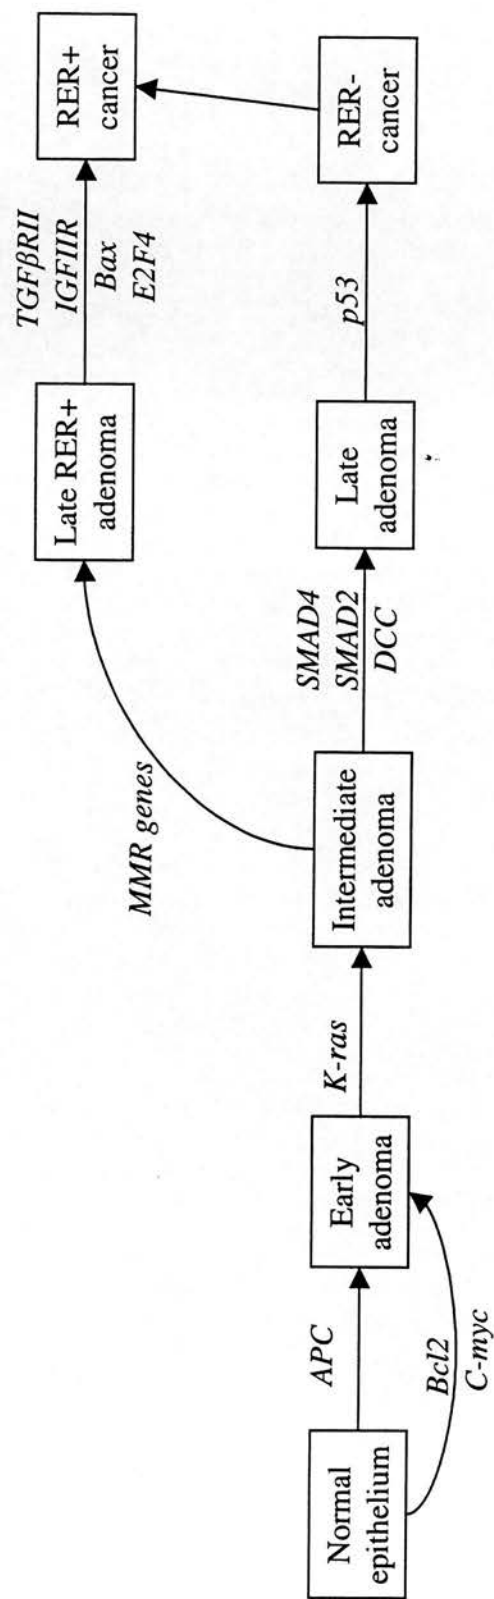 Normal
epithelium
APC
Bcl2
C-myc
Early
adenoma
K-ras
Intermediate
adenoma
MMR genes
SMAD4
SMAD2
DCC
Late RER+
adenoma
Late
adenoma
TGFβRII
IGFIIR
Bax
E2F4
p53
RER+
cancer
RER-
cancer